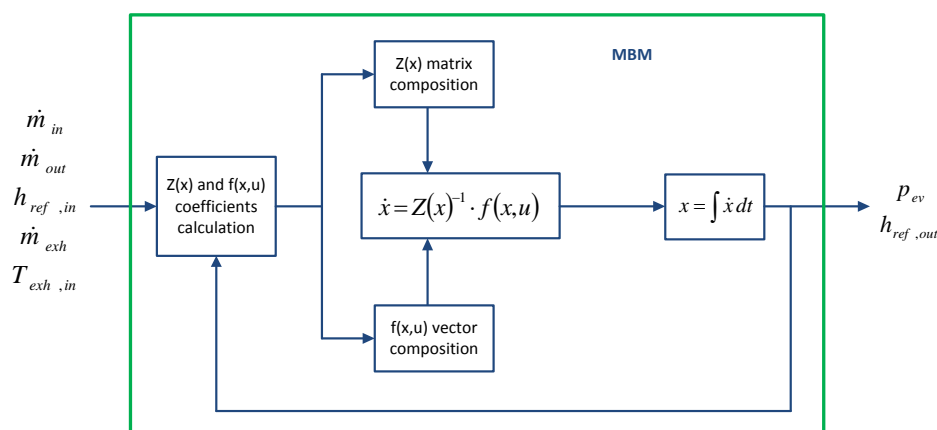 MBM
ṁ in
ṁ out
h ref ,in
ṁ exh
T exh ,in
Z(x) and f(x,u)
coefficients
calculation
Z(x) matrix
composition
ẋ = Z(x)⁻¹ · f(x,u)
f(x,u) vector
composition
x = ∫ ẋ dt
p ev
h ref ,out